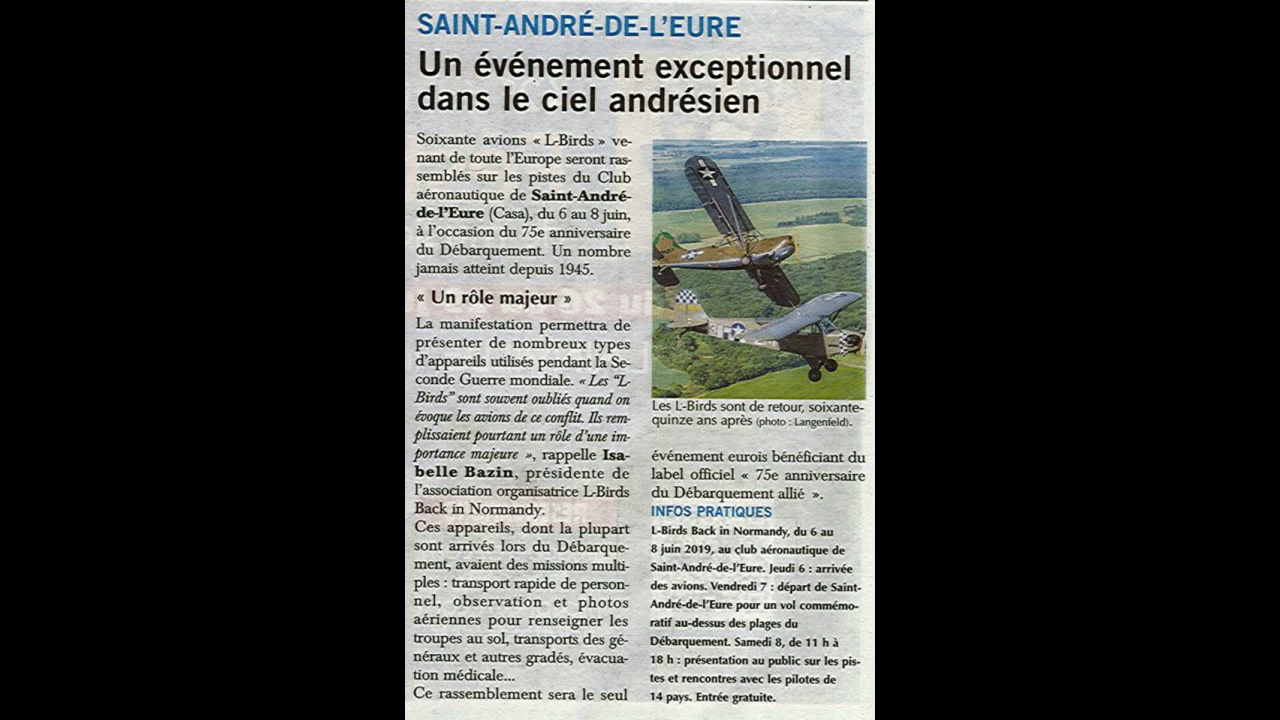 SAINT-ANDRÉ-DE-L'EURE
Un événement exceptionnel
dans le ciel andrésien
Soixante avions « L-Birds » ve-
nant de toute l'Europe seront ras-
semblés sur les pistes du Club
aéronautique de Saint-André-
de-l'Eure (Casa), du 6 au 8 juin,
à l'occasion du 75e anniversaire
du Débarquement. Un nombre
jamais atteint depuis 1945.
« Un rôle majeur »
La manifestation permettra de
présenter de nombreux types
d'appareils utilisés pendant la Se-
conde Guerre mondiale. « Les "L-
Birds" sont souvent oubliés quand on
évoque les avions de ce conflit. Ils rem-
plissaient pourtant un rôle d'une im-
portance majeure », rappelle Isa-
belle Bazin, présidente de
l'association organisatrice L-Birds
Back in Normandy.
Ces appareils, dont la plupart
sont arrivés lors du Débarque-
ment, avaient des missions multi-
ples : transport rapide de person-
nel, observation et photos
aériennes pour renseigner les
troupes au sol, transports des gé-
néraux et autres gradés, évacua-
tion médicale...
Ce rassemblement sera le seul
Les L-Birds sont de retour, soixante-
quinze ans après (photo : Langenfeld).
événement eurois bénéficiant du
label officiel « 75e anniversaire
du Débarquement allié ».
INFOS PRATIQUES
L-Birds Back in Normandy, du 6 au
8 juin 2019, au club aéronautique de
Saint-André-de-l'Eure. Jeudi 6 : arrivée
des avions. Vendredi 7 : départ de Saint-
André-de-l'Eure pour un vol commémo-
ratif au-dessus des plages du
Débarquement. Samedi 8, de 11 h à
18 h : présentation au public sur les pis-
tes et rencontres avec les pilotes de
14 pays. Entrée gratuite.